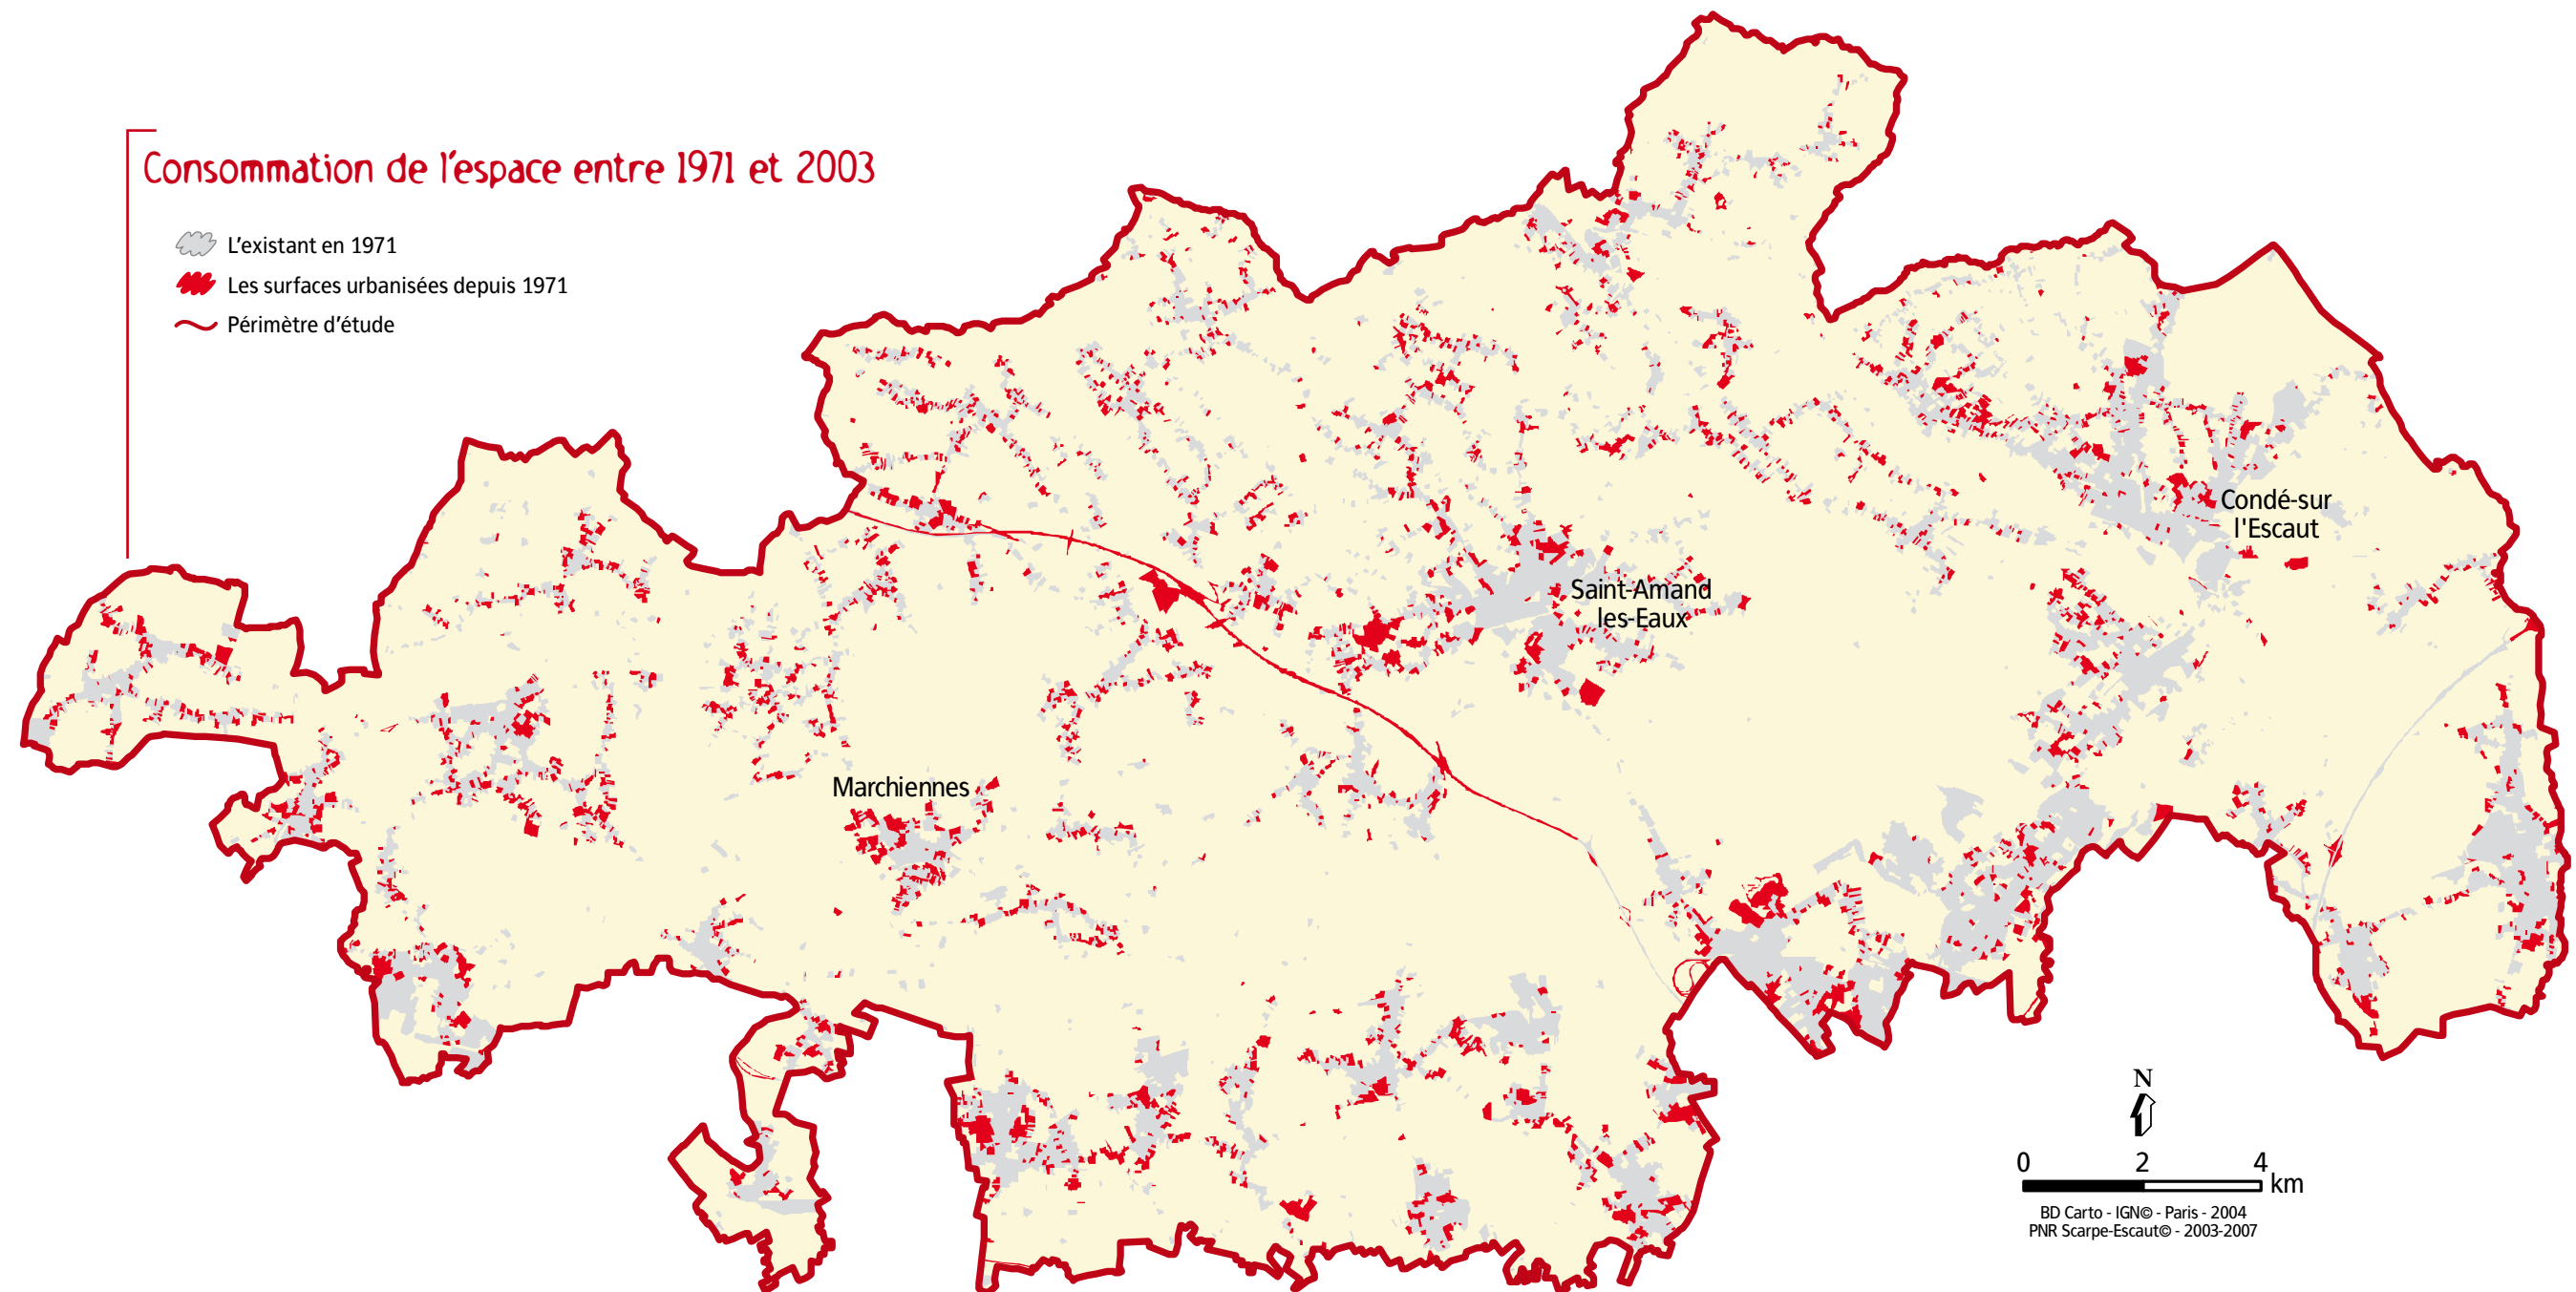 Consommation de l'espace entre 1971 et 2003
L'existant en 1971
Les surfaces urbanisées depuis 1971
Périmètre d'étude
Condé-sur
l'Escaut
Saint-Amand
les-Eaux
Marchiennes
N
0 2 4
km
BD Carto - IGN© - Paris - 2004
PNR Scarpe-Escaut© - 2003-2007